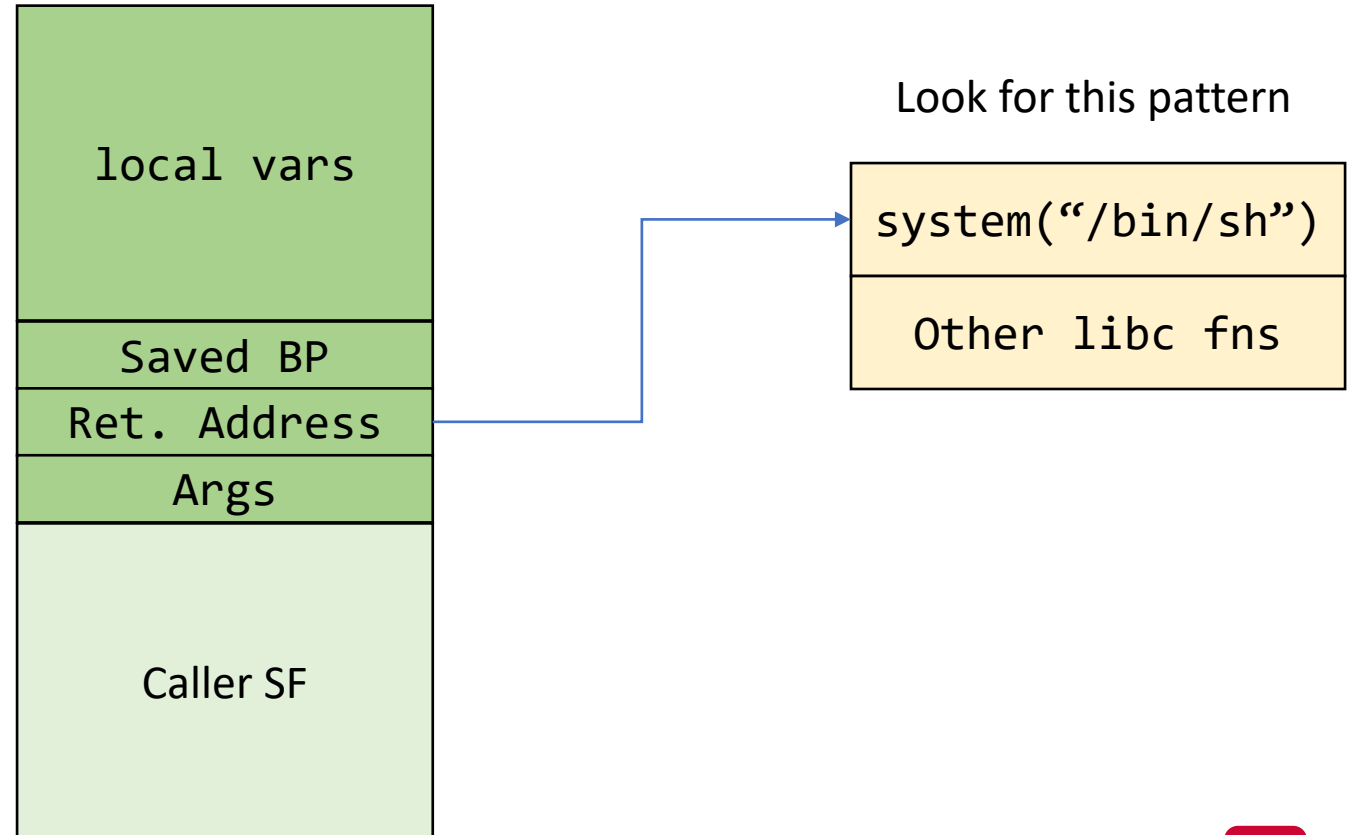 local vars
Saved BP
Ret. Address
Args
Caller SF
Look for this pattern
system(“/bin/sh”)
Other libc fns